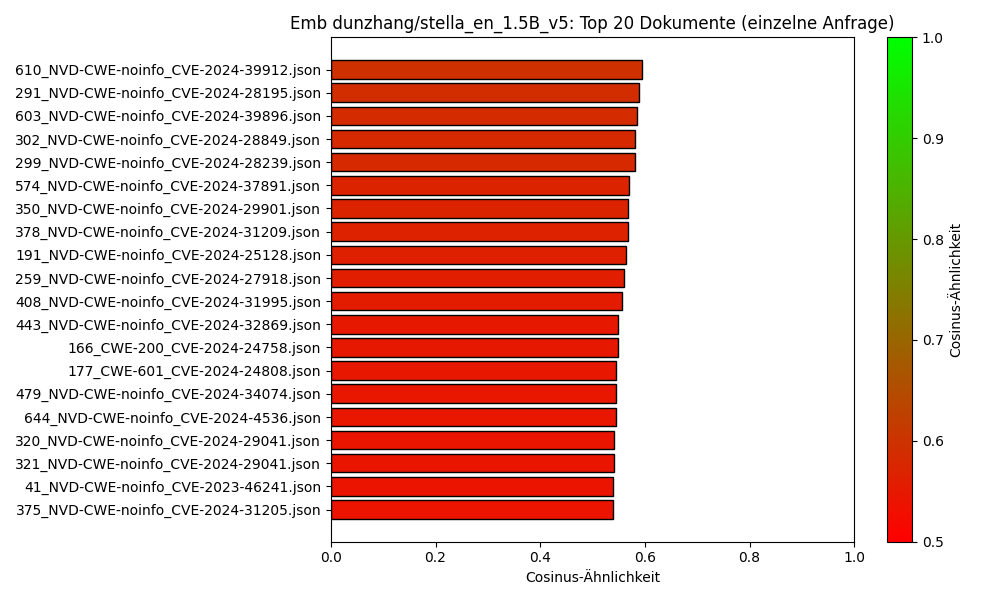 Emb dunzhang/stella_en_1.5B_v5: Top 20 Dokumente (einzelne Anfrage)
610_NVD-CWE-noinfo_CVE-2024-39912.json
291_NVD-CWE-noinfo_CVE-2024-28195.json
603_NVD-CWE-noinfo_CVE-2024-39896.json
302_NVD-CWE-noinfo_CVE-2024-28849.json
299_NVD-CWE-noinfo_CVE-2024-28239.json
574_NVD-CWE-noinfo_CVE-2024-37891.json
350_NVD-CWE-noinfo_CVE-2024-29901.json
378_NVD-CWE-noinfo_CVE-2024-31209.json
191_NVD-CWE-noinfo_CVE-2024-25128.json
259_NVD-CWE-noinfo_CVE-2024-27918.json
408_NVD-CWE-noinfo_CVE-2024-31995.json
443_NVD-CWE-noinfo_CVE-2024-32869.json
166_CWE-200_CVE-2024-24758.json
177_CWE-601_CVE-2024-24808.json
479_NVD-CWE-noinfo_CVE-2024-34074.json
644_NVD-CWE-noinfo_CVE-2024-4536.json
320_NVD-CWE-noinfo_CVE-2024-29041.json
321_NVD-CWE-noinfo_CVE-2024-29041.json
41_NVD-CWE-noinfo_CVE-2023-46241.json
375_NVD-CWE-noinfo_CVE-2024-31205.json
0.0 0.2 0.4 0.6 0.8 1.0
Cosinus-Ähnlichkeit
1.0
0.9
0.8
0.7
0.6
0.5
Cosinus-Ähnlichkeit